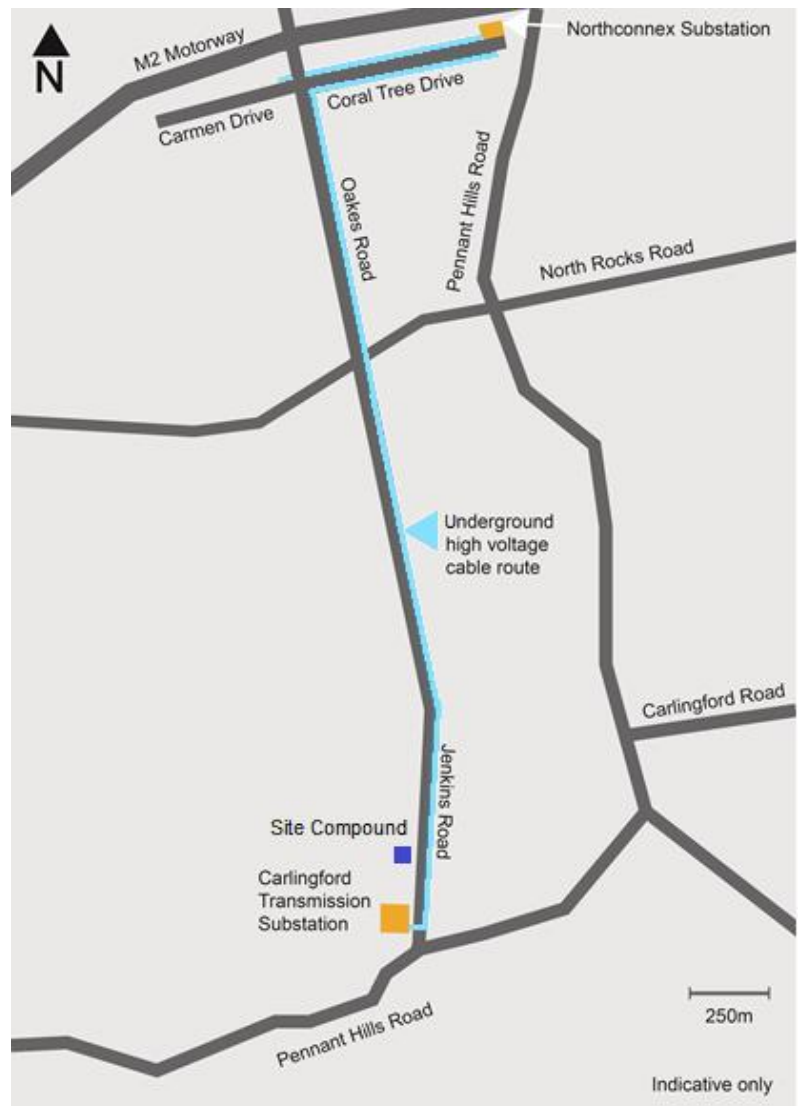 Northconnex Substation
M2 Motorway
N
Coral Tree Drive
Carmen Drive
Oakes Road
Pennant Hills Road
North Rocks Road
Underground
high voltage
cable route
Carlingford Road
Jenkins Road
Site Compound
Carlingford
Transmission
Substation
250m
Pennant Hills Road
Indicative only